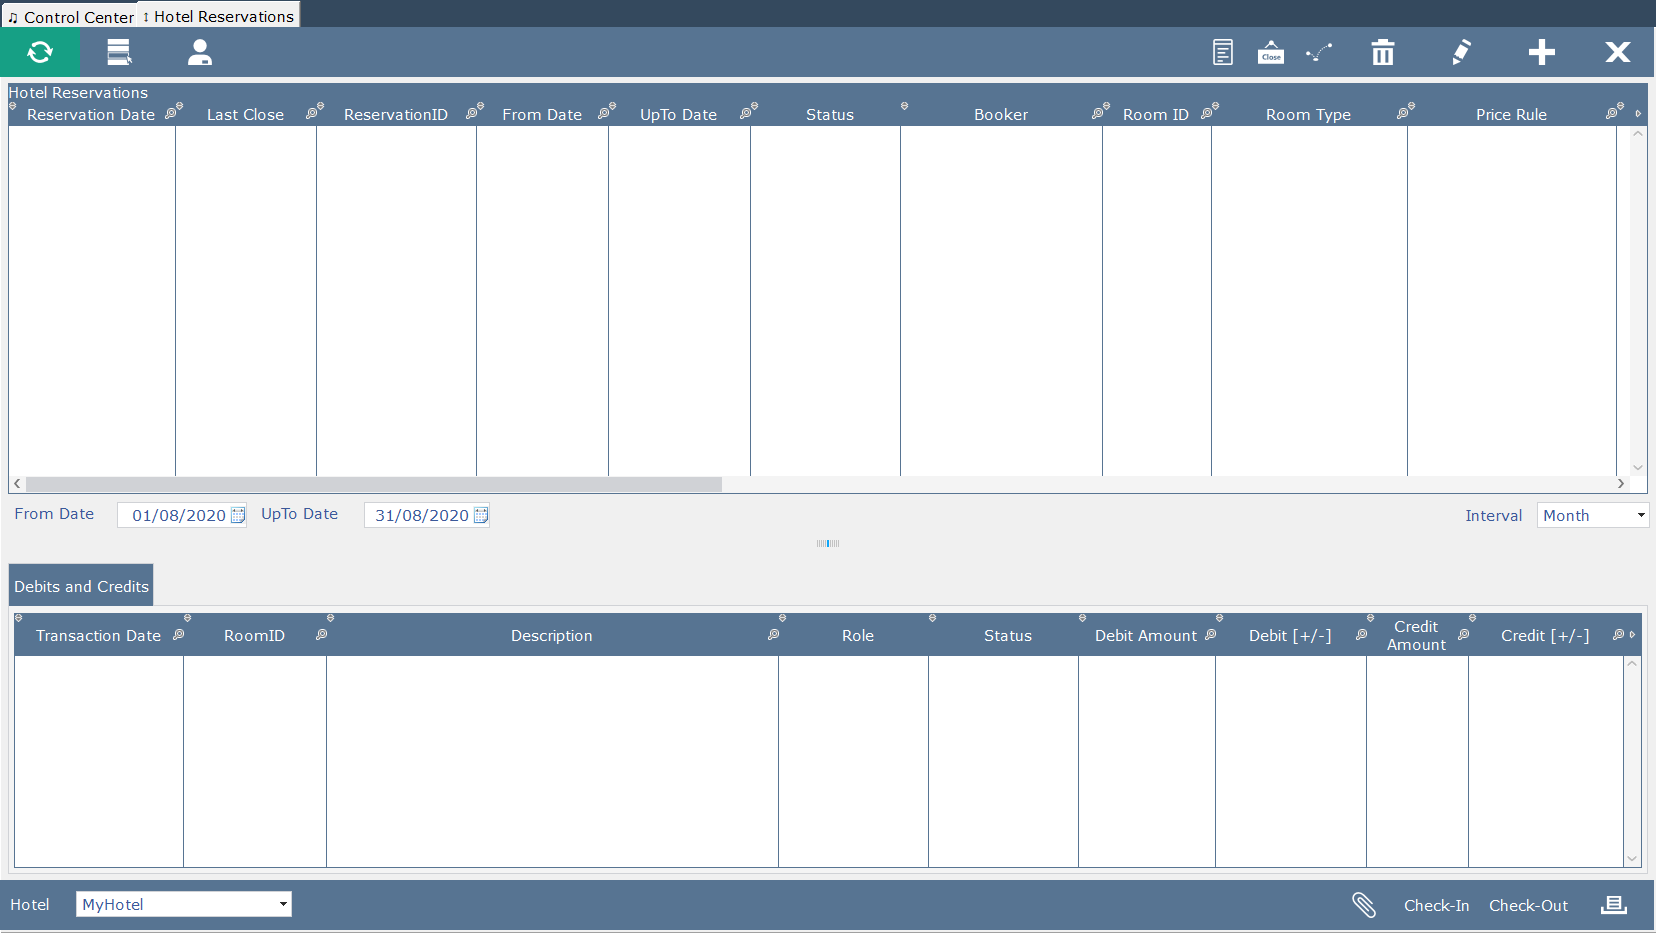 Control Center
Hotel Reservations
Close
Hotel Reservations
Reservation Date Last Close ReservationID From Date UpTo Date Status Booker Room ID Room Type Price Rule
From Date 01/08/2020 UpTo Date 31/08/2020 Interval Month
Debits and Credits
Transaction Date RoomID Description Role Status Debit Amount Debit [+/-] Credit Amount Credit [+/-]
Hotel MyHotel Check-In Check-Out